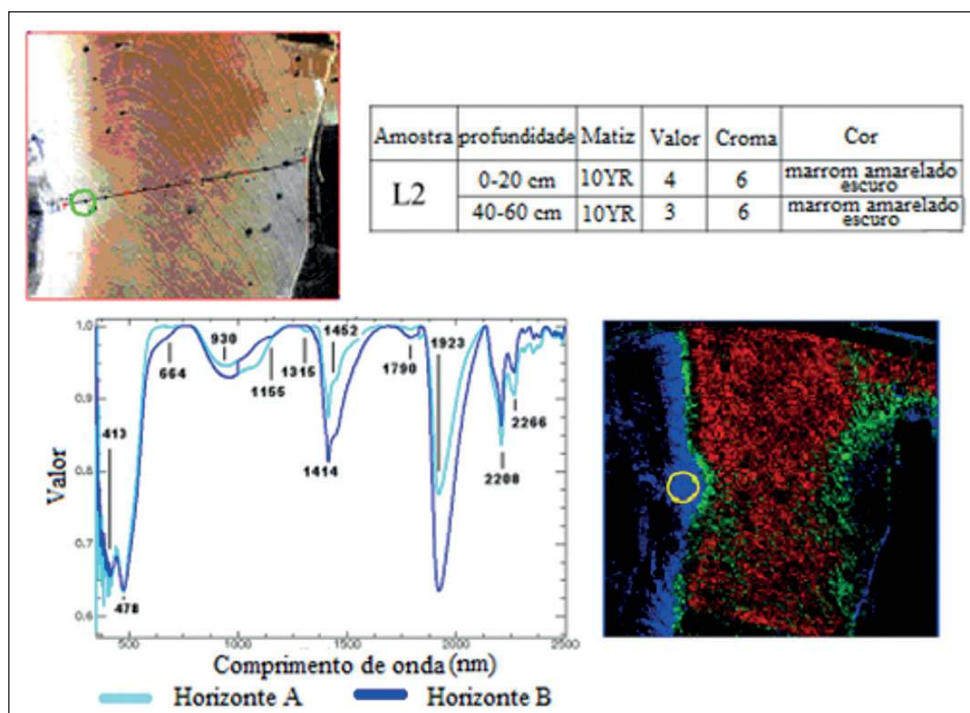 Amostra profundidade Matiz Valor Croma Cor
L2
0-20 cm 10YR 4 6 marrom amarelado
escuro
40-60 cm 10YR 3 6 marrom amarelado
escuro
1.0
0.9
0.8
0.7
0.6
Valor
413
478
664
930
1155
1315
1452
1414
1790
1923
2208
2266
500 1000 1500 2000 2500
Comprimento de onda (nm)
Horizonte A Horizonte B